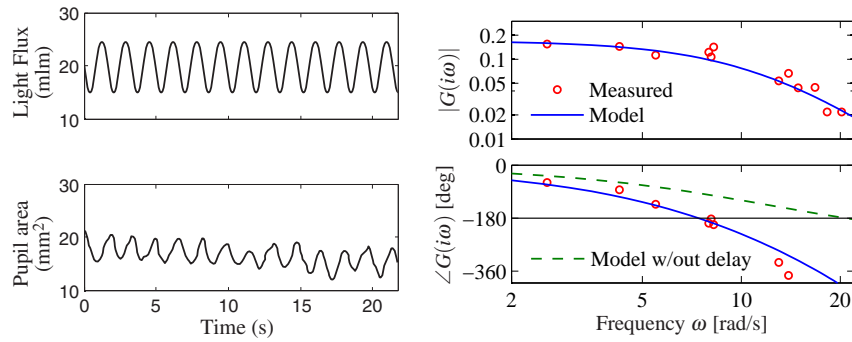 30
20
10
Light Flux
(mlm)
30
20
10
Pupil area
(mm²)
0
5
10
15
20
Time (s)
0.2
0.1
0.05
0.02
0.01
|G(iω)|
Measured
Model
0
−180
−360
∠G(iω) [deg]
Model w/out delay
2
5
10
20
Frequency ω [rad/s]